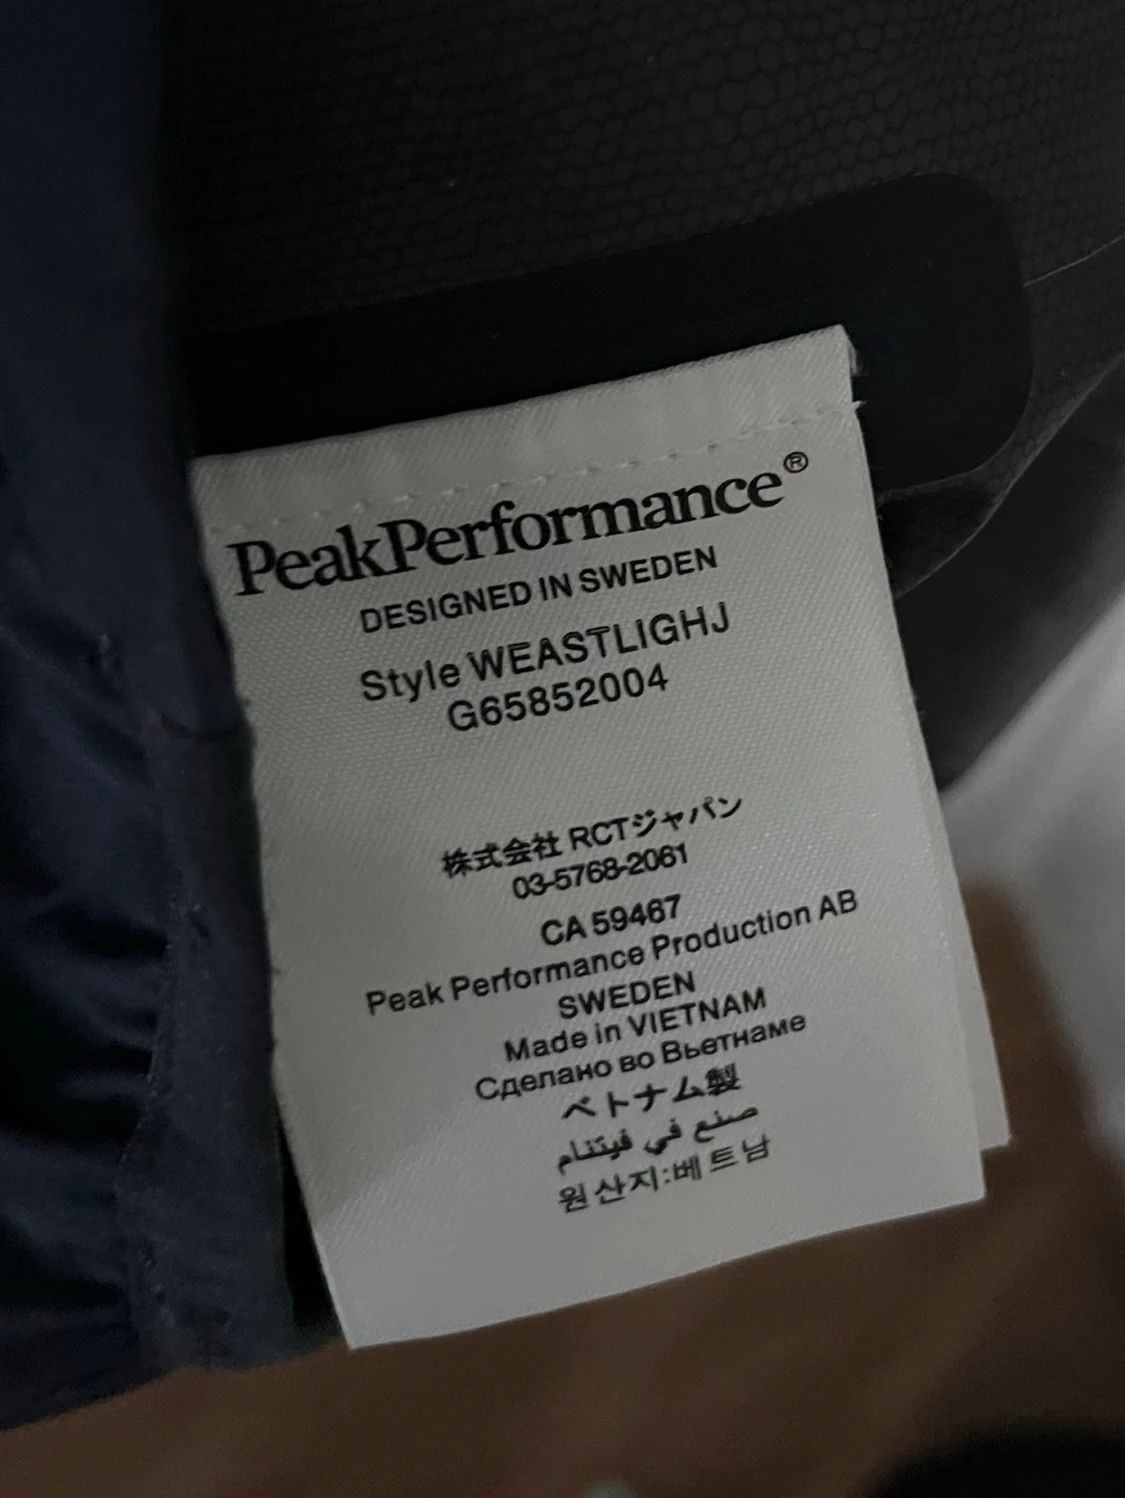 PeakPerformance®
DESIGNED IN SWEDEN
Style WEASTLIGHJ
G65852004
株式会社 RCTジャパン
03-5768-2061
CA 59467
Peak Performance Production AB
SWEDEN
Made in VIETNAM
Сделано во Вьетнаме
ベトナム製
صنع في فيتنام
원산지:베트남